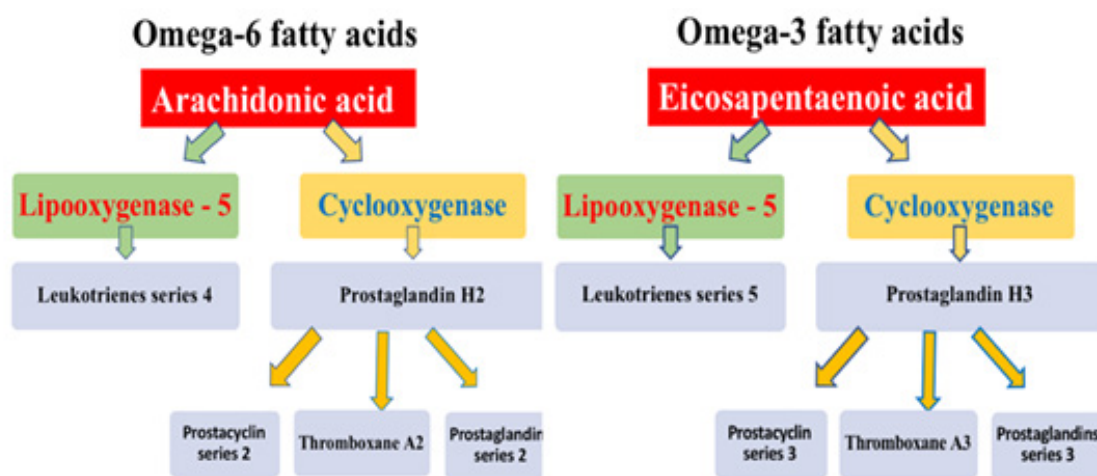 Omega-6 fatty acids
Arachidonic acid
Lipooxygenase - 5
Cyclooxygenase
Leukotrienes series 4
Prostaglandin H2
Prostacyclin
series 2
Thromboxane A2
Prostaglandin
series 2
Omega-3 fatty acids
Eicosapentaenoic acid
Lipooxygenase - 5
Cyclooxygenase
Leukotrienes series 5
Prostaglandin H3
Prostacyclin
series 3
Thromboxane A3
Prostaglandins
series 3